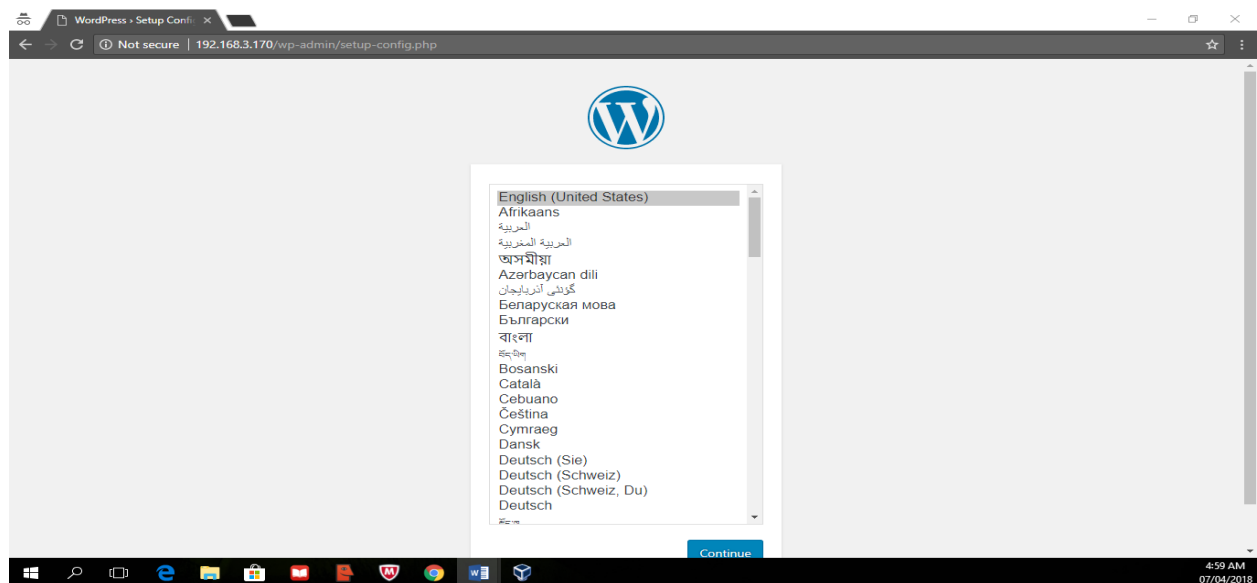 WordPress › Setup Confi
Not secure | 192.168.3.170/wp-admin/setup-config.php
English (United States)
Afrikaans
العربية
العربية المغربية
অসমীয়া
Azərbaycan dili
گؤنئی آذربایجان
Беларуская мова
Български
বাংলা
བོད་ཡིག
Bosanski
Català
Cebuano
Čeština
Cymraeg
Dansk
Deutsch (Sie)
Deutsch (Schweiz)
Deutsch (Schweiz, Du)
Deutsch
Continue
4:59 AM
07/04/2018